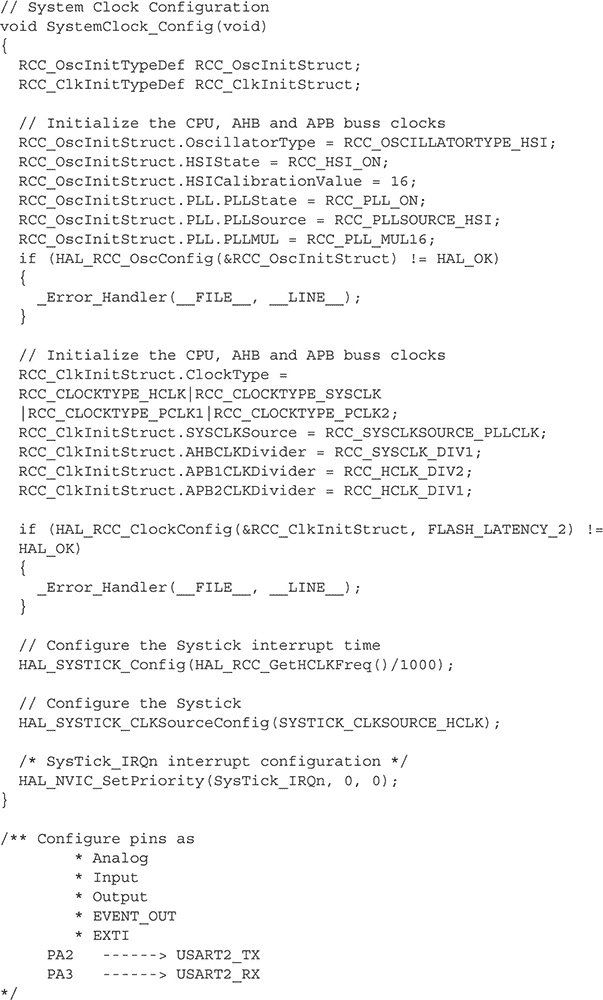 // System Clock Configuration
void SystemClock_Config(void)
{
  RCC_OscInitTypeDef RCC_OscInitStruct;
  RCC_ClkInitTypeDef RCC_ClkInitStruct;

  // Initialize the CPU, AHB and APB buss clocks
  RCC_OscInitStruct.OscillatorType = RCC_OSCILLATORTYPE_HSI;
  RCC_OscInitStruct.HSIState = RCC_HSI_ON;
  RCC_OscInitStruct.HSICalibrationValue = 16;
  RCC_OscInitStruct.PLL.PLLState = RCC_PLL_ON;
  RCC_OscInitStruct.PLL.PLLSource = RCC_PLLSOURCE_HSI;
  RCC_OscInitStruct.PLL.PLLMUL = RCC_PLL_MUL16;
  if (HAL_RCC_OscConfig(&RCC_OscInitStruct) != HAL_OK)
  {
    _Error_Handler(__FILE__, __LINE__);
  }

  // Initialize the CPU, AHB and APB buss clocks
  RCC_ClkInitStruct.ClockType =
  RCC_CLOCKTYPE_HCLK|RCC_CLOCKTYPE_SYSCLK
  |RCC_CLOCKTYPE_PCLK1|RCC_CLOCKTYPE_PCLK2;
  RCC_ClkInitStruct.SYSCLKSource = RCC_SYSCLKSOURCE_PLLCLK;
  RCC_ClkInitStruct.AHBCLKDivider = RCC_SYSCLK_DIV1;
  RCC_ClkInitStruct.APB1CLKDivider = RCC_HCLK_DIV2;
  RCC_ClkInitStruct.APB2CLKDivider = RCC_HCLK_DIV1;

  if (HAL_RCC_ClockConfig(&RCC_ClkInitStruct, FLASH_LATENCY_2) !=
  HAL_OK)
  {
    _Error_Handler(__FILE__, __LINE__);
  }

  // Configure the Systick interrupt time
  HAL_SYSTICK_Config(HAL_RCC_GetHCLKFreq()/1000);

  // Configure the Systick
  HAL_SYSTICK_CLKSourceConfig(SYSTICK_CLKSOURCE_HCLK);

  /* SysTick_IRQn interrupt configuration */
  HAL_NVIC_SetPriority(SysTick_IRQn, 0, 0);
}

/** Configure pins as
        * Analog
        * Input
        * Output
        * EVENT_OUT
        * EXTI
     PA2   ------> USART2_TX
     PA3   ------> USART2_RX
*/